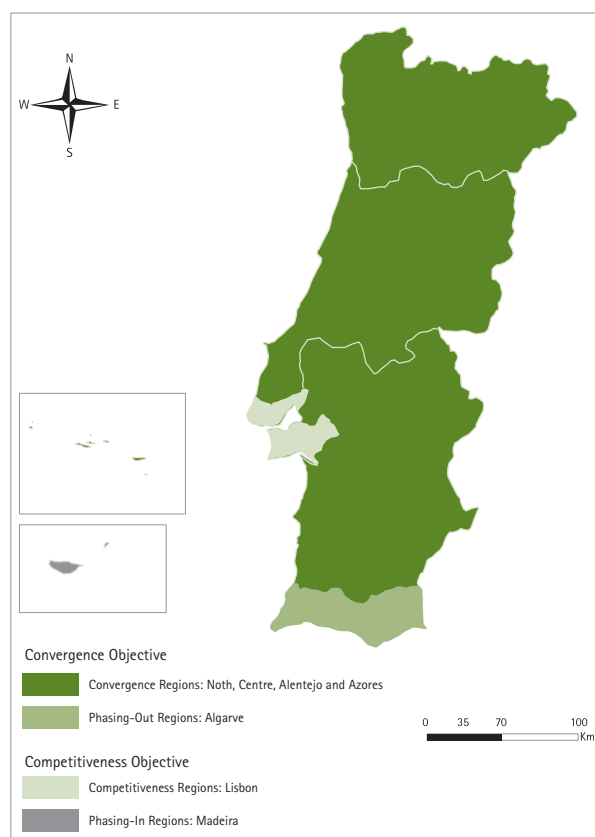 N
W E
S
Convergence Objective
Convergence Regions: Noth, Centre, Alentejo and Azores
Phasing-Out Regions: Algarve
0 35 70 100
Km
Competitiveness Objective
Competitiveness Regions: Lisbon
Phasing-In Regions: Madeira